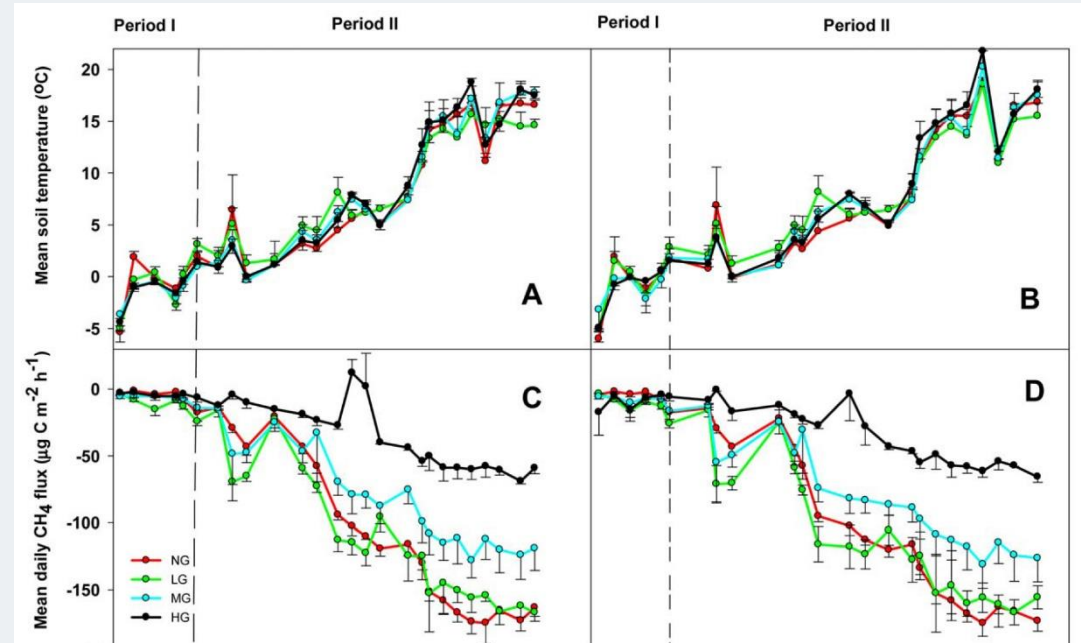 Period I
Period II
Period I
Period II
Mean soil temperature (ºC)
20
15
10
5
0
-5
A
B
Mean daily CH4 flux (µg C m−2 h-1)
0
-50
-100
-150
C
D
NG
LG
MG
HG